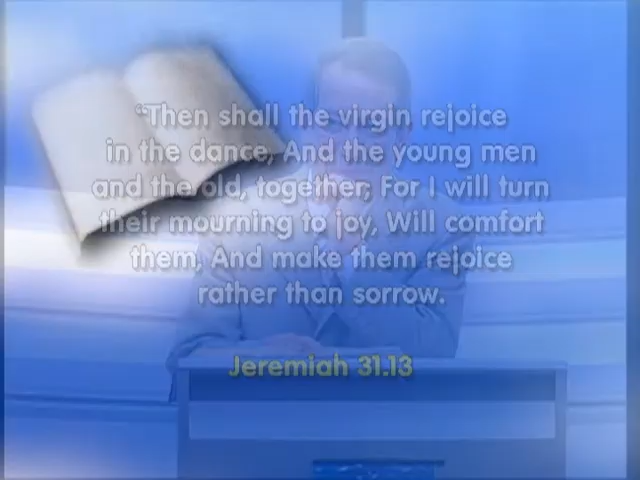 “Then shall the virgin rejoice
in the dance, And the young men
and the old, together; For I will turn
their mourning to joy, Will comfort
them, And make them rejoice
rather than sorrow.
Jeremiah 31.13